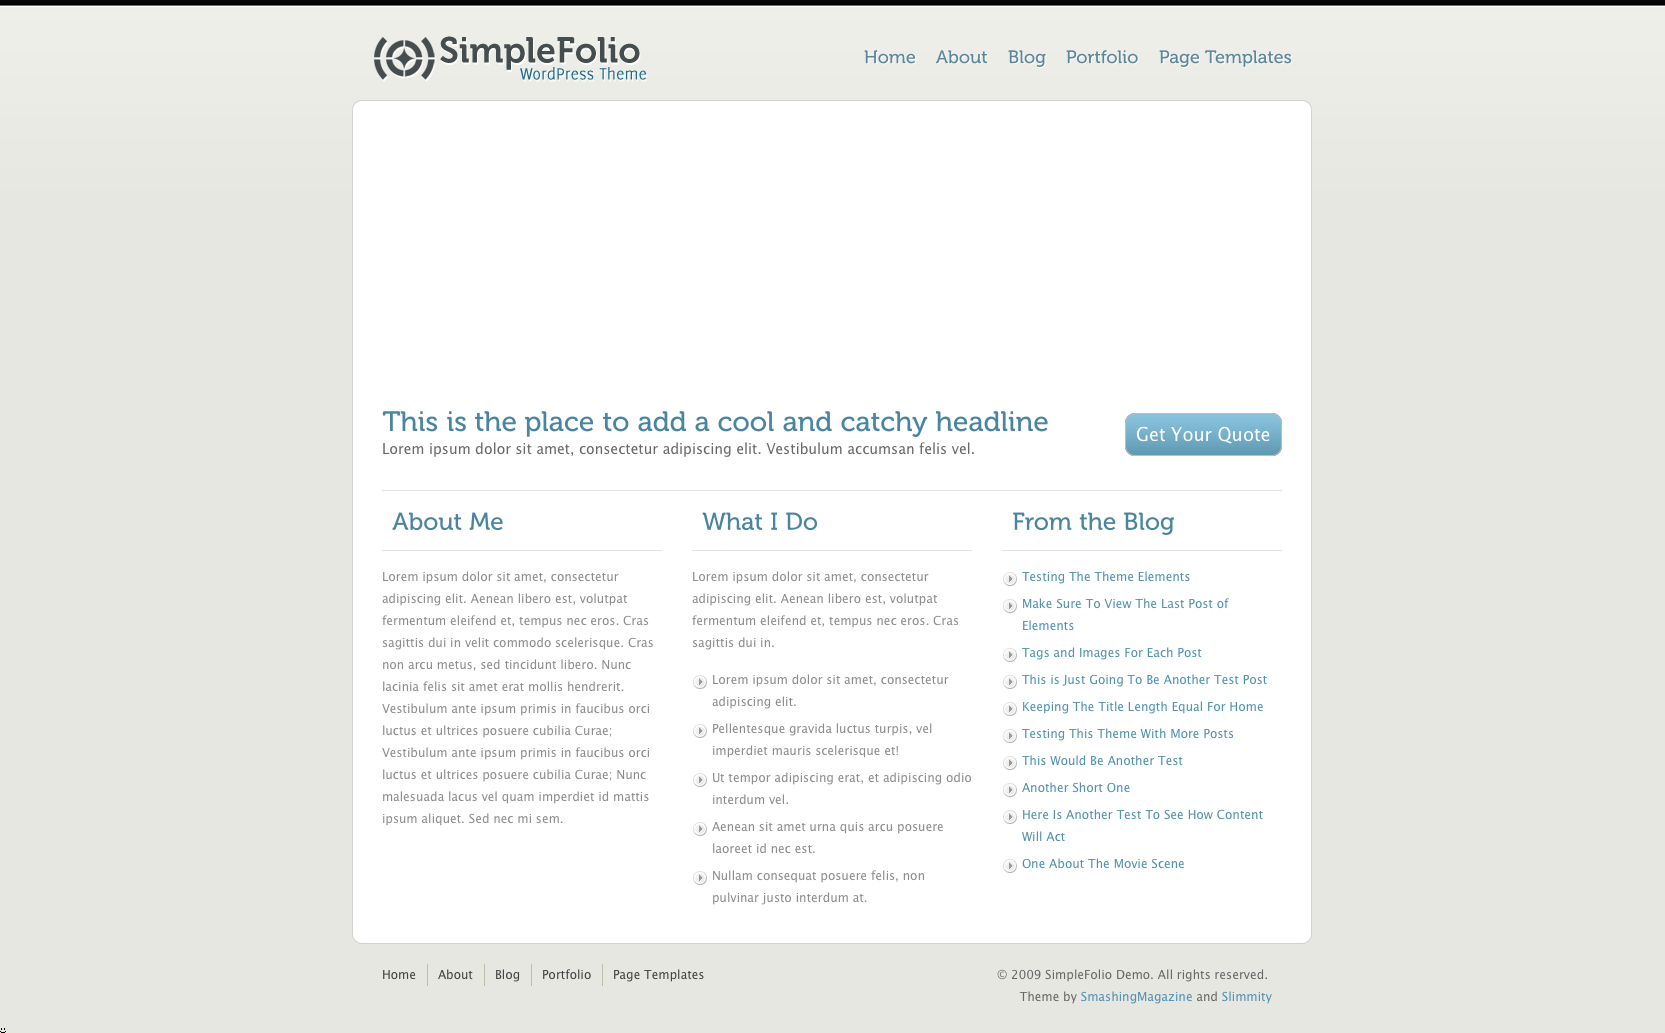 SimpleFolio
WordPress Theme
Home About Blog Portfolio Page Templates
This is the place to add a cool and catchy headline
Lorem ipsum dolor sit amet, consectetur adipiscing elit. Vestibulum accumsan felis vel.
Get Your Quote
About Me
Lorem ipsum dolor sit amet, consectetur
adipiscing elit. Aenean libero est, volutpat
fermentum eleifend et, tempus nec eros. Cras
sagittis dui in velit commodo scelerisque. Cras
non arcu metus, sed tincidunt libero. Nunc
lacinia felis sit amet erat mollis hendrerit.
Vestibulum ante ipsum primis in faucibus orci
luctus et ultrices posuere cubilia Curae;
Vestibulum ante ipsum primis in faucibus orci
luctus et ultrices posuere cubilia Curae; Nunc
malesuada lacus vel quam imperdiet id mattis
ipsum aliquet. Sed nec mi sem.
What I Do
Lorem ipsum dolor sit amet, consectetur
adipiscing elit. Aenean libero est, volutpat
fermentum eleifend et, tempus nec eros. Cras
sagittis dui in.
Lorem ipsum dolor sit amet, consectetur
adipiscing elit.
Pellentesque gravida luctus turpis, vel
imperdiet mauris scelerisque et!
Ut tempor adipiscing erat, et adipiscing odio
interdum vel.
Aenean sit amet urna quis arcu posuere
laoreet id nec est.
Nullam consequat posuere felis, non
pulvinar justo interdum at.
From the Blog
Testing The Theme Elements
Make Sure To View The Last Post of
Elements
Tags and Images For Each Post
This is Just Going To Be Another Test Post
Keeping The Title Length Equal For Home
Testing This Theme With More Posts
This Would Be Another Test
Another Short One
Here Is Another Test To See How Content
Will Act
One About The Movie Scene
Home About Blog Portfolio Page Templates
© 2009 SimpleFolio Demo. All rights reserved.
Theme by SmashingMagazine and Slimmity